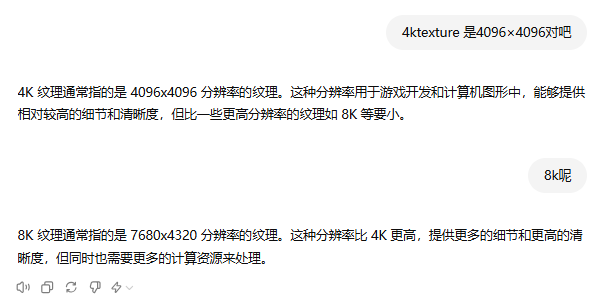 4ktexture 是4096×4096对吧
4K 纹理通常指的是 4096x4096 分辨率的纹理。这种分辨率用于游戏开发和计算机图形中，能够提供
相对较高的细节和清晰度，但比一些更高分辨率的纹理如 8K 等要小。
8k呢
8K 纹理通常指的是 7680x4320 分辨率的纹理。这种分辨率比 4K 更高，提供更多的细节和更高的清
晰度，但同时也需要更多的计算资源来处理。